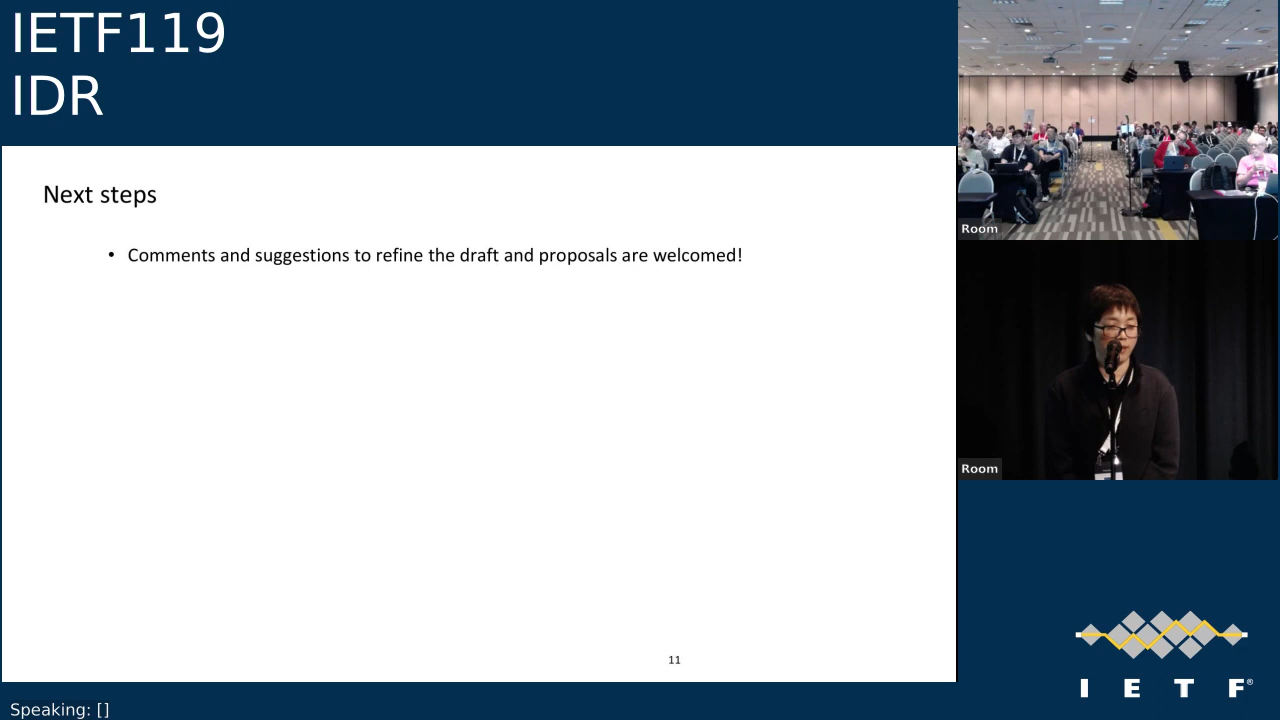 IETF119
IDR
Next steps
• Comments and suggestions to refine the draft and proposals are welcomed!
11
Speaking: []
Room
Room
I E T F®